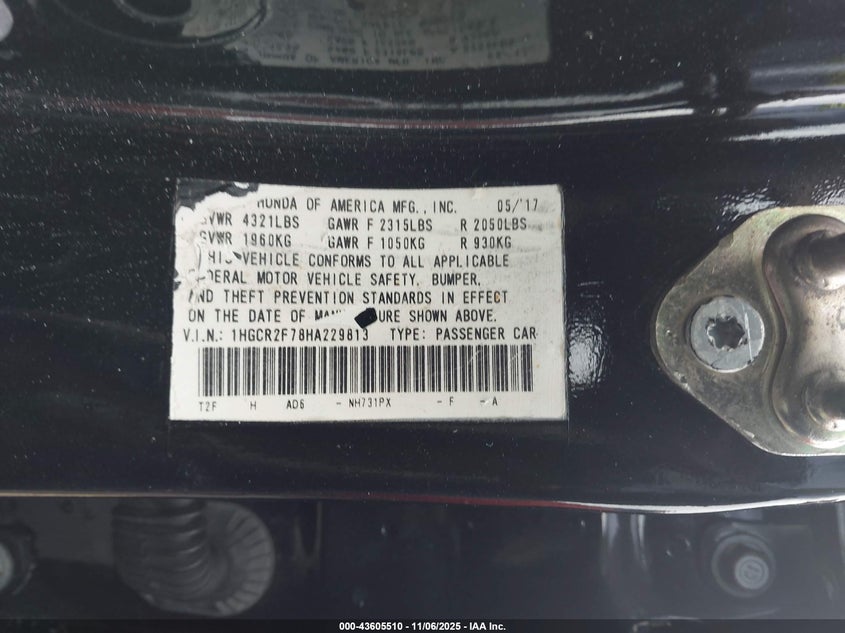 HONDA OF AMERICA MFG., INC. 05/'17
GVWR 4321LBS GAWR F 2315LBS R 2050LBS
GVWR 1960KG GAWR F 1050KG R 930KG
VEHICLE CONFORMS TO ALL APPLICABLE
FEDERAL MOTOR VEHICLE SAFETY, BUMPER,
AND THEFT PREVENTION STANDARDS IN EFFECT
ON THE DATE OF SHOWN ABOVE.
V.I.N.: 1HGCR2F78HA229813 TYPE: PASSENGER CAR
T2F H AD6 - NH731PX - F - A
000-43605510 - 11/06/2025 - IAA Inc.